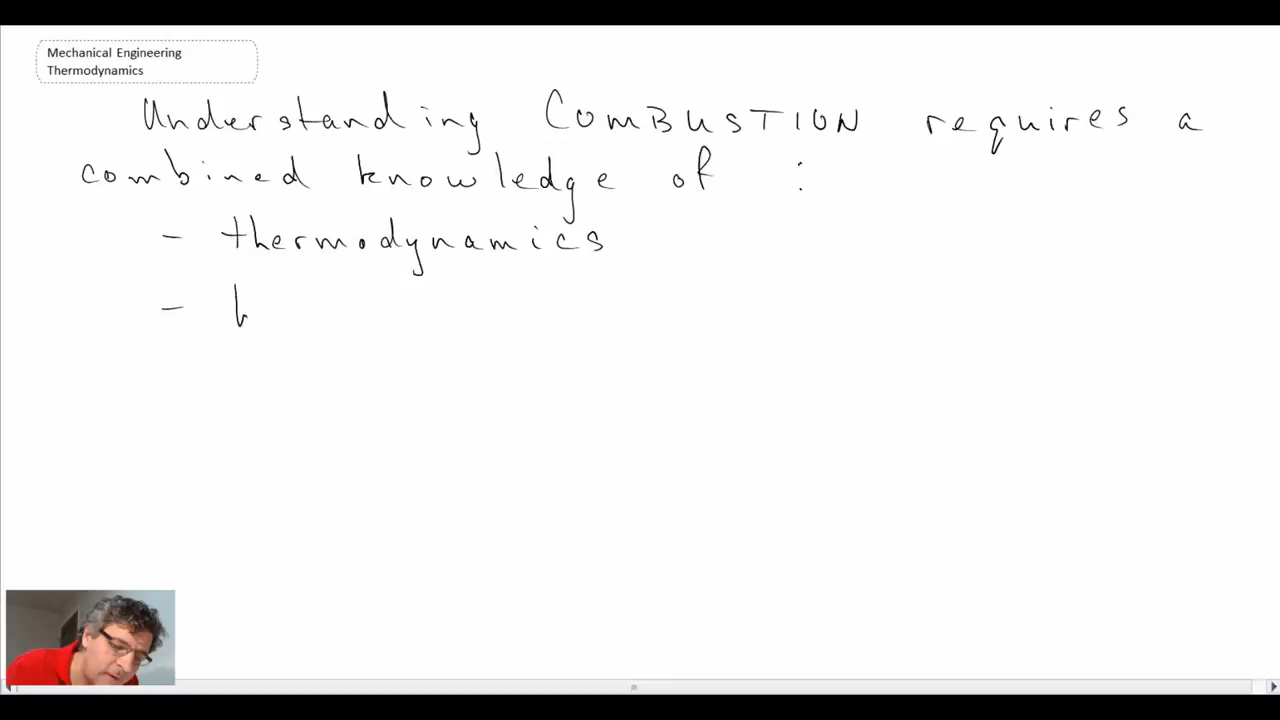 Mechanical Engineering
Thermodynamics
Understanding COMBUSTION requires a
combined knowledge of :
- thermodynamics
-